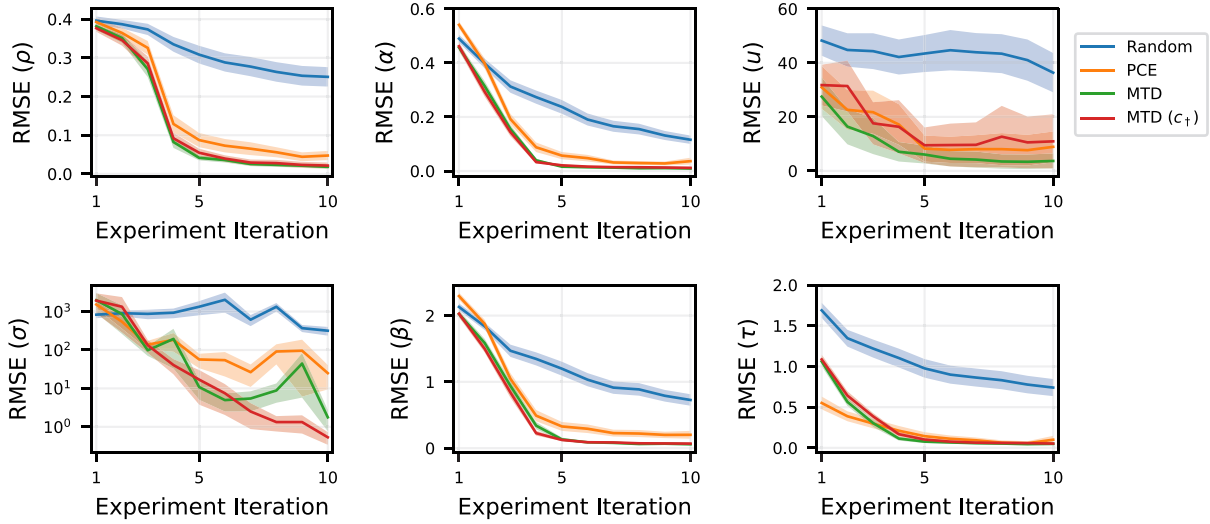 RMSE (ρ)
0.4
0.3
0.2
0.1
0.0
1
5
10
Experiment Iteration
RMSE (α)
0.6
0.4
0.2
0.0
1
5
10
Experiment Iteration
RMSE (u)
60
40
20
0
1
5
10
Experiment Iteration
Random
PCE
MTD
MTD (c†)
RMSE (σ)
10³
10²
10¹
10⁰
1
5
10
Experiment Iteration
RMSE (β)
2
1
0
1
5
10
Experiment Iteration
RMSE (τ)
2.0
1.5
1.0
0.5
0.0
1
5
10
Experiment Iteration